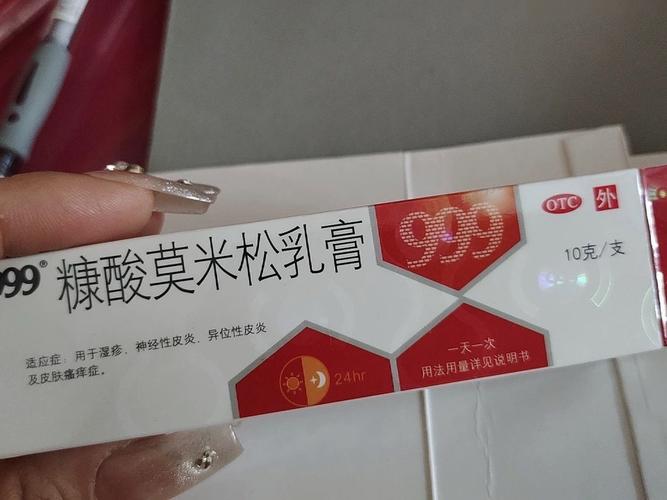 999® 糠酸莫米松乳膏
适应症：用于湿疹、神经性皮炎、异位性皮炎
及皮肤瘙痒症。
999
OTC 外
10克/支
24hr
一天一次
用法用量详见说明书